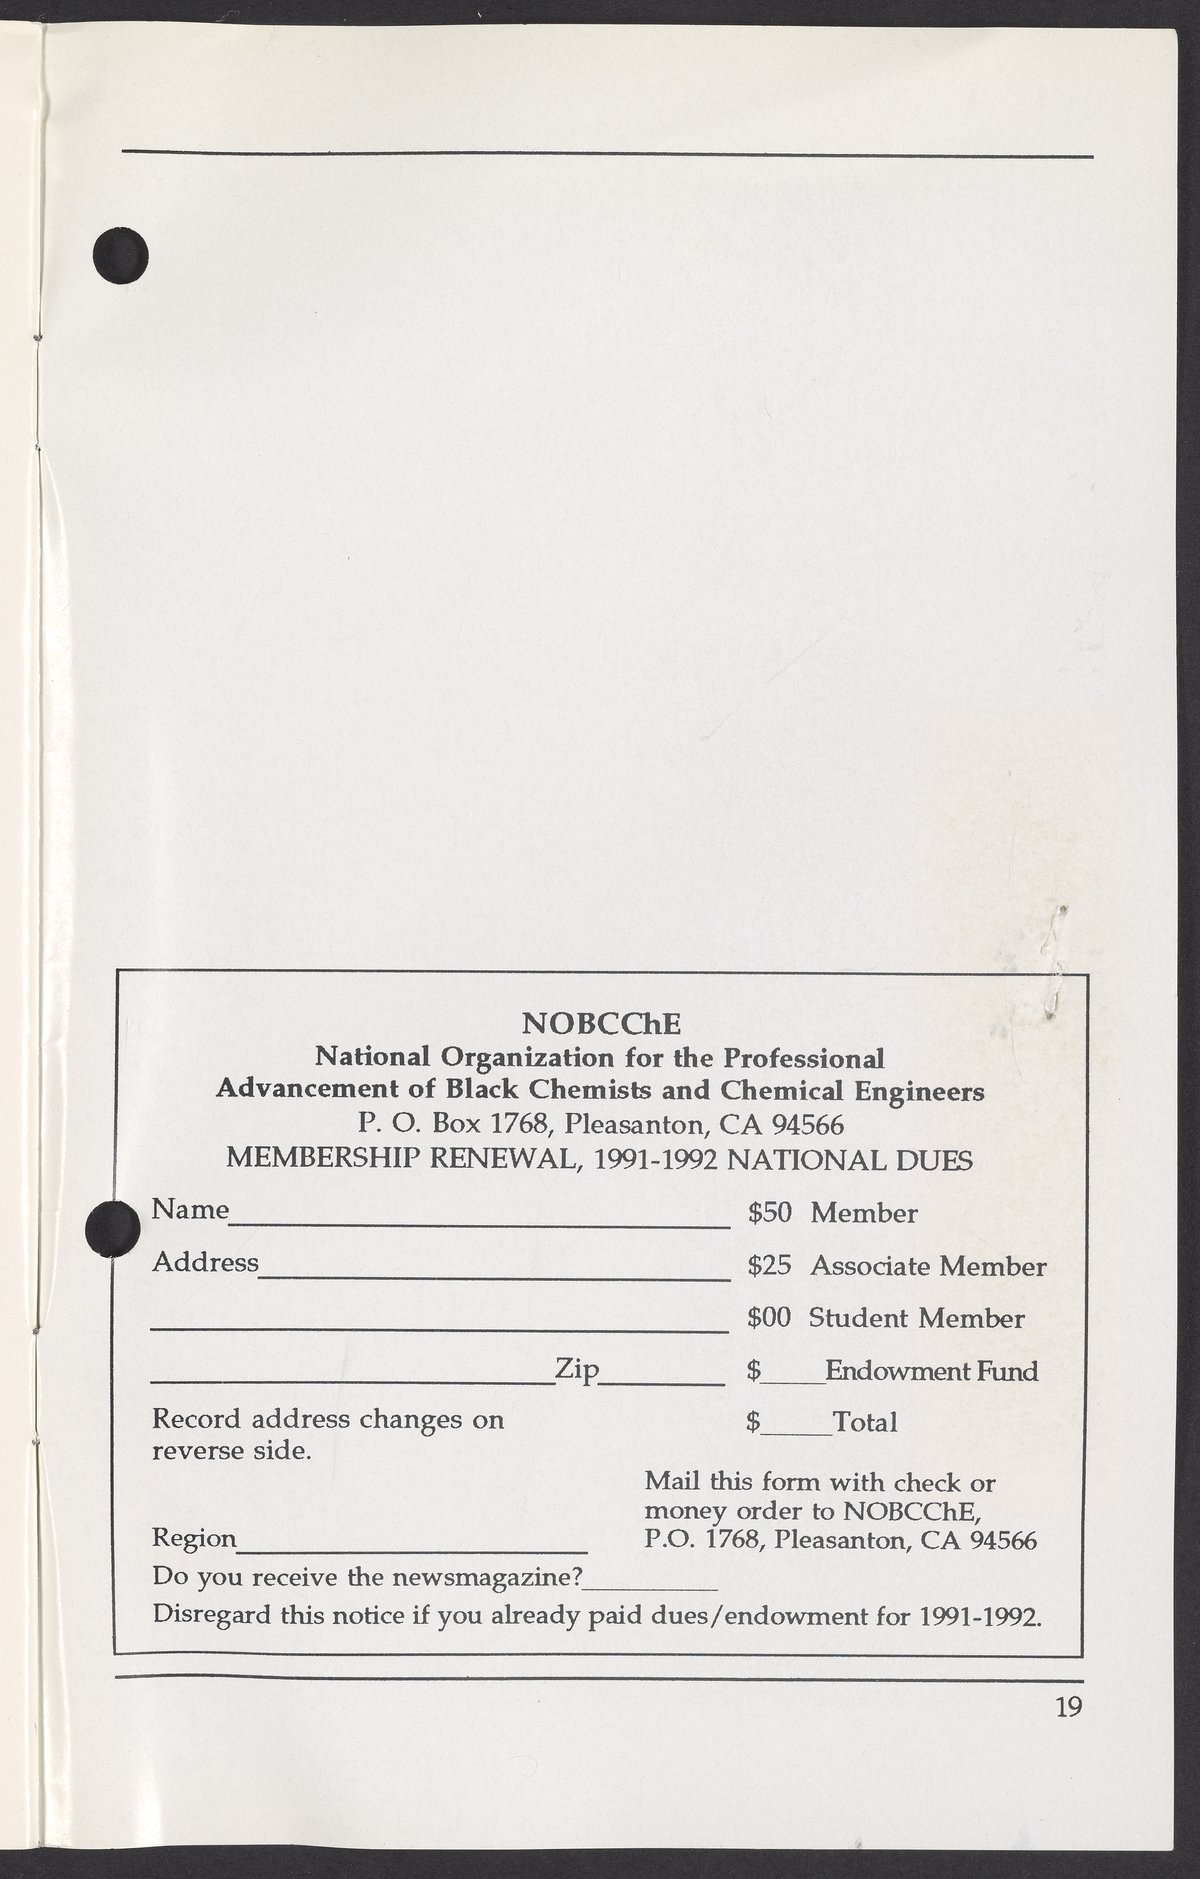 NOBCChE
National Organization for the Professional
Advancement of Black Chemists and Chemical Engineers
P. O. Box 1768, Pleasanton, CA 94566
MEMBERSHIP RENEWAL, 1991-1992 NATIONAL DUES
Name $50 Member
Address $25 Associate Member
$00 Student Member
Zip $ Endowment Fund
Record address changes on $ Total
reverse side.
Mail this form with check or
money order to NOBCChE,
Region P.O. 1768, Pleasanton, CA 94566
Do you receive the newsmagazine?
Disregard this notice if you already paid dues/endowment for 1991-1992.
19